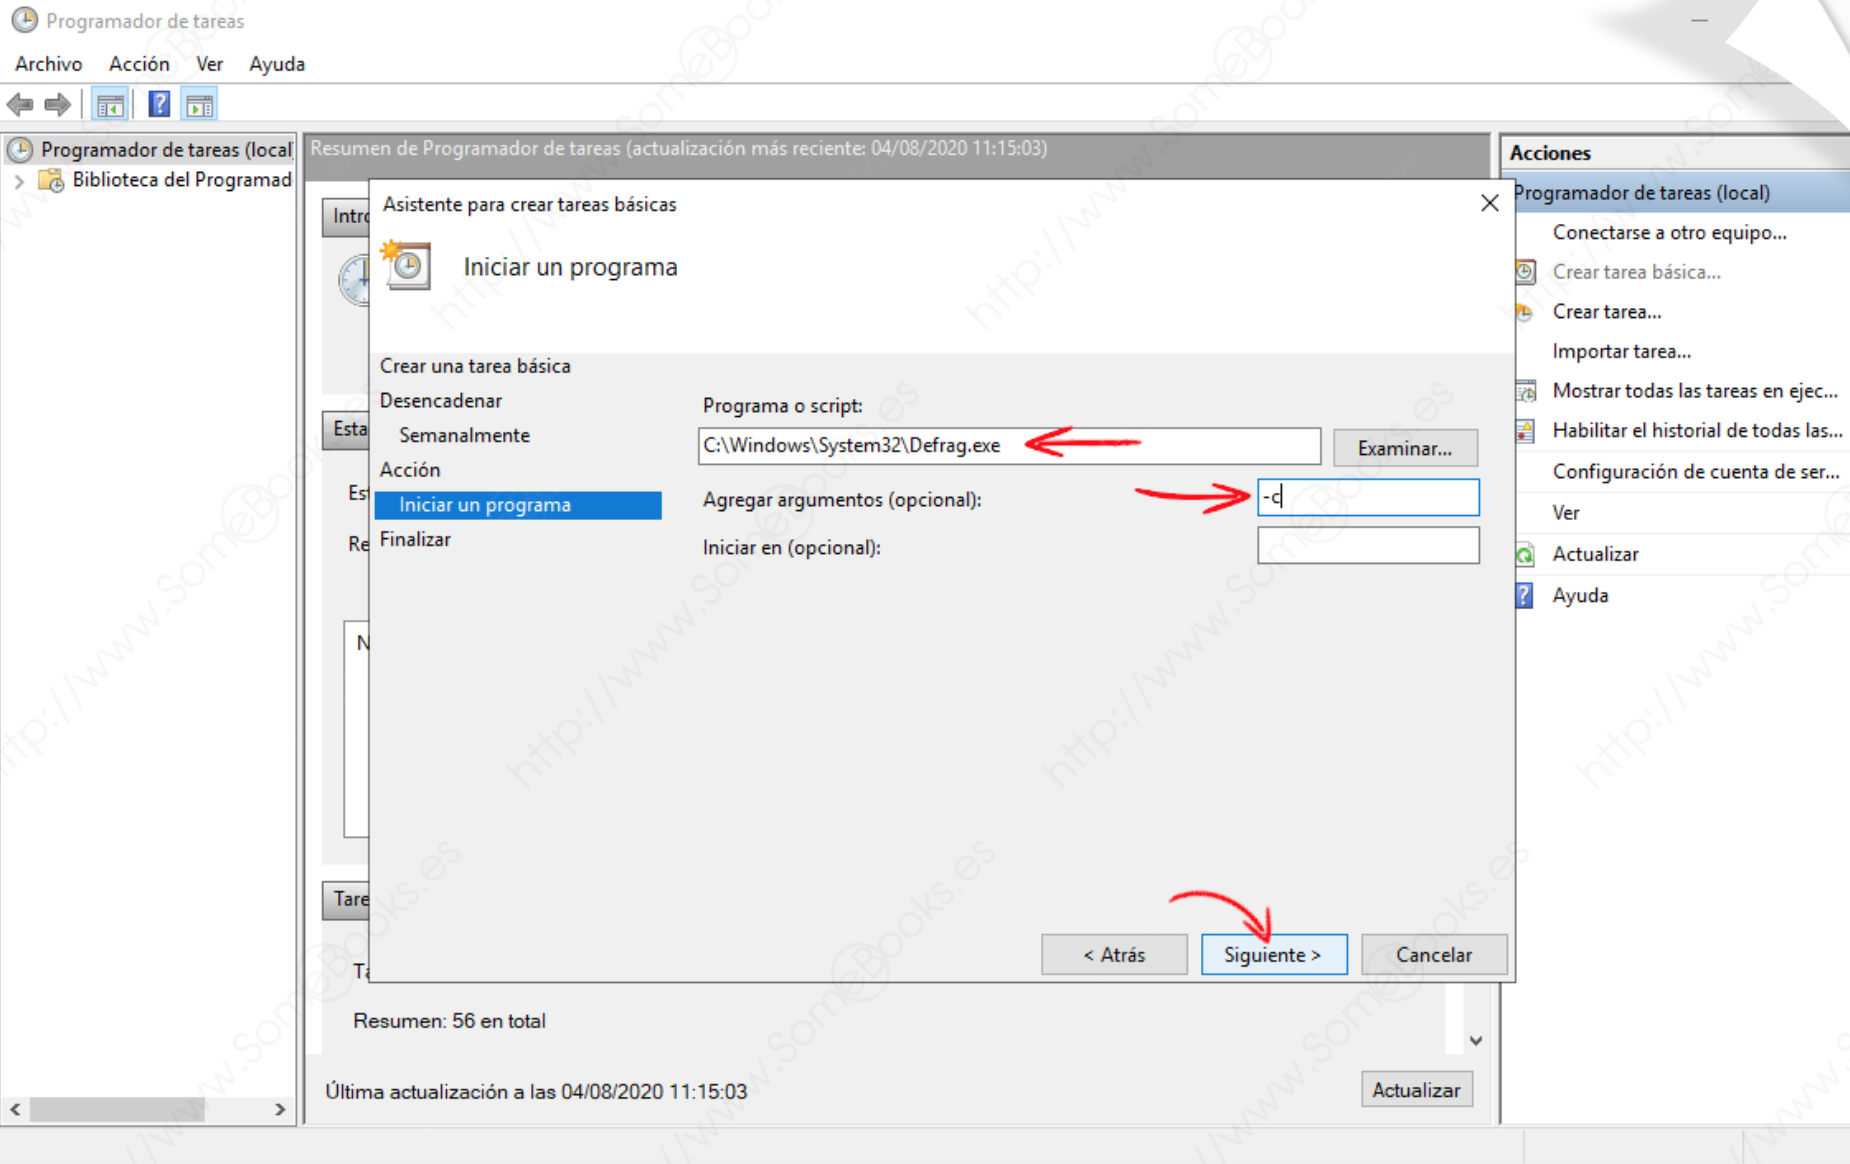 Programador de tareas
Archivo Acción Ver Ayuda
Programador de tareas (local
Biblioteca del Programad
Resumen de Programador de tareas (actualización más reciente: 04/08/2020 11:15:03)
Intro
Esta
Est
Re
N
Tare
Ta
Resumen: 56 en total
Última actualización a las 04/08/2020 11:15:03
Actualizar
Asistente para crear tareas básicas
Iniciar un programa
Crear una tarea básica
Desencadenar
Semanalmente
Acción
Iniciar un programa
Finalizar
Programa o script:
C:\Windows\System32\Defrag.exe
Examinar...
Agregar argumentos (opcional):
-c
Iniciar en (opcional):
< Atrás
Siguiente >
Cancelar
Acciones
Programador de tareas (local)
Conectarse a otro equipo...
Crear tarea básica...
Crear tarea...
Importar tarea...
Mostrar todas las tareas en ejec...
Habilitar el historial de todas las...
Configuración de cuenta de ser...
Ver
Actualizar
Ayuda
http://www.SomeBooks.es